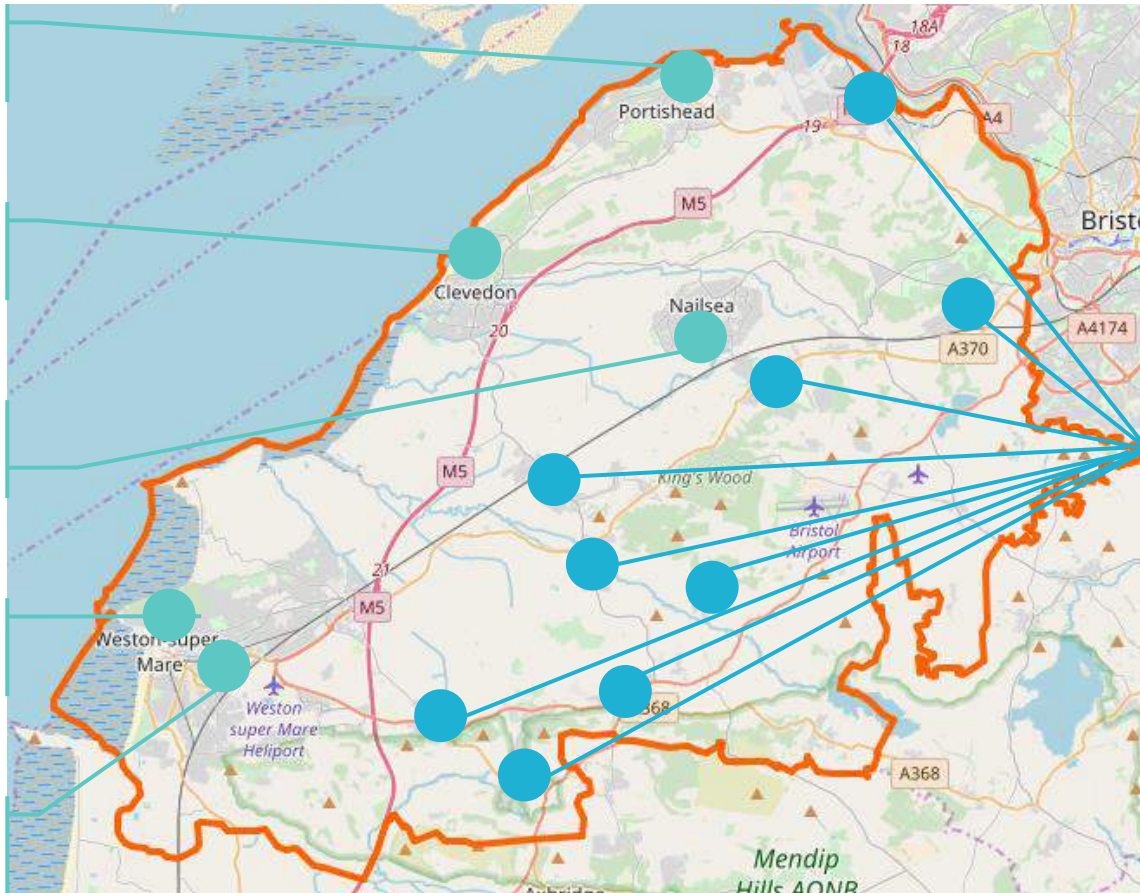 18A
18
Portishead
19
A4
M5
Bristo
Clevedon
Nailsea
20
A4174
A370
M5
King's Wood
Bristol
Airport
21
M5
Weston-super
Mare
Weston
super Mare
Heliport
A368
Mendip
Hills AONB
Axbridge